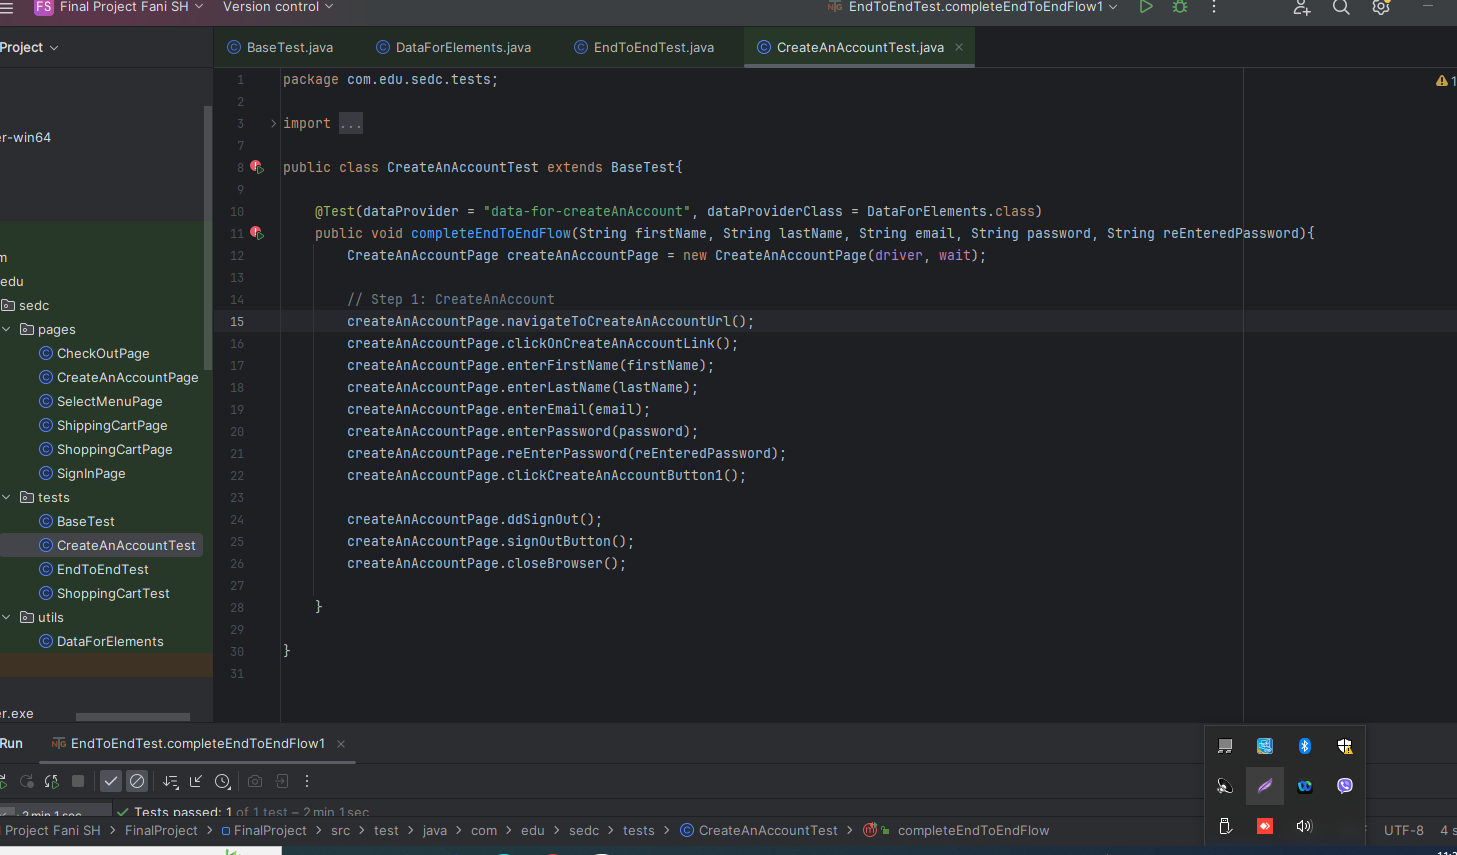 FS Final Project Fani SH Version control EndToEndTest.completeEndToEndFlow1
Project BaseTest.java DataForElements.java EndToEndTest.java CreateAnAccountTest.java
er-win64
m
edu
sedc
pages
CheckOutPage
CreateAnAccountPage
SelectMenuPage
ShippingCartPage
ShoppingCartPage
SignInPage
tests
BaseTest
CreateAnAccountTest
EndToEndTest
ShoppingCartTest
utils
DataForElements
er.exe
1 package com.edu.sedc.tests; 1
2
3 import ...
7
8 public class CreateAnAccountTest extends BaseTest{
9
10 @Test(dataProvider = "data-for-createAnAccount", dataProviderClass = DataForElements.class)
11 public void completeEndToEndFlow(String firstName, String lastName, String email, String password, String reEnteredPassword){
12 CreateAnAccountPage createAnAccountPage = new CreateAnAccountPage(driver, wait);
13
14 // Step 1: CreateAnAccount
15 createAnAccountPage.navigateToCreateAnAccountUrl();
16 createAnAccountPage.clickOnCreateAnAccountLink();
17 createAnAccountPage.enterFirstName(firstName);
18 createAnAccountPage.enterLastName(lastName);
19 createAnAccountPage.enterEmail(email);
20 createAnAccountPage.enterPassword(password);
21 createAnAccountPage.reEnterPassword(reEnteredPassword);
22 createAnAccountPage.clickCreateAnAccountButton1();
23
24 createAnAccountPage.ddSignOut();
25 createAnAccountPage.signOutButton();
26 createAnAccountPage.closeBrowser();
27
28 }
29
30 }
31
Run EndToEndTest.completeEndToEndFlow1
2 min 1 sec Tests passed: 1 of 1 test – 2 min 1 sec
Project Fani SH > FinalProject > FinalProject > src > test > java > com > edu > sedc > tests > CreateAnAccountTest > completeEndToEndFlow UTF-8 4 s